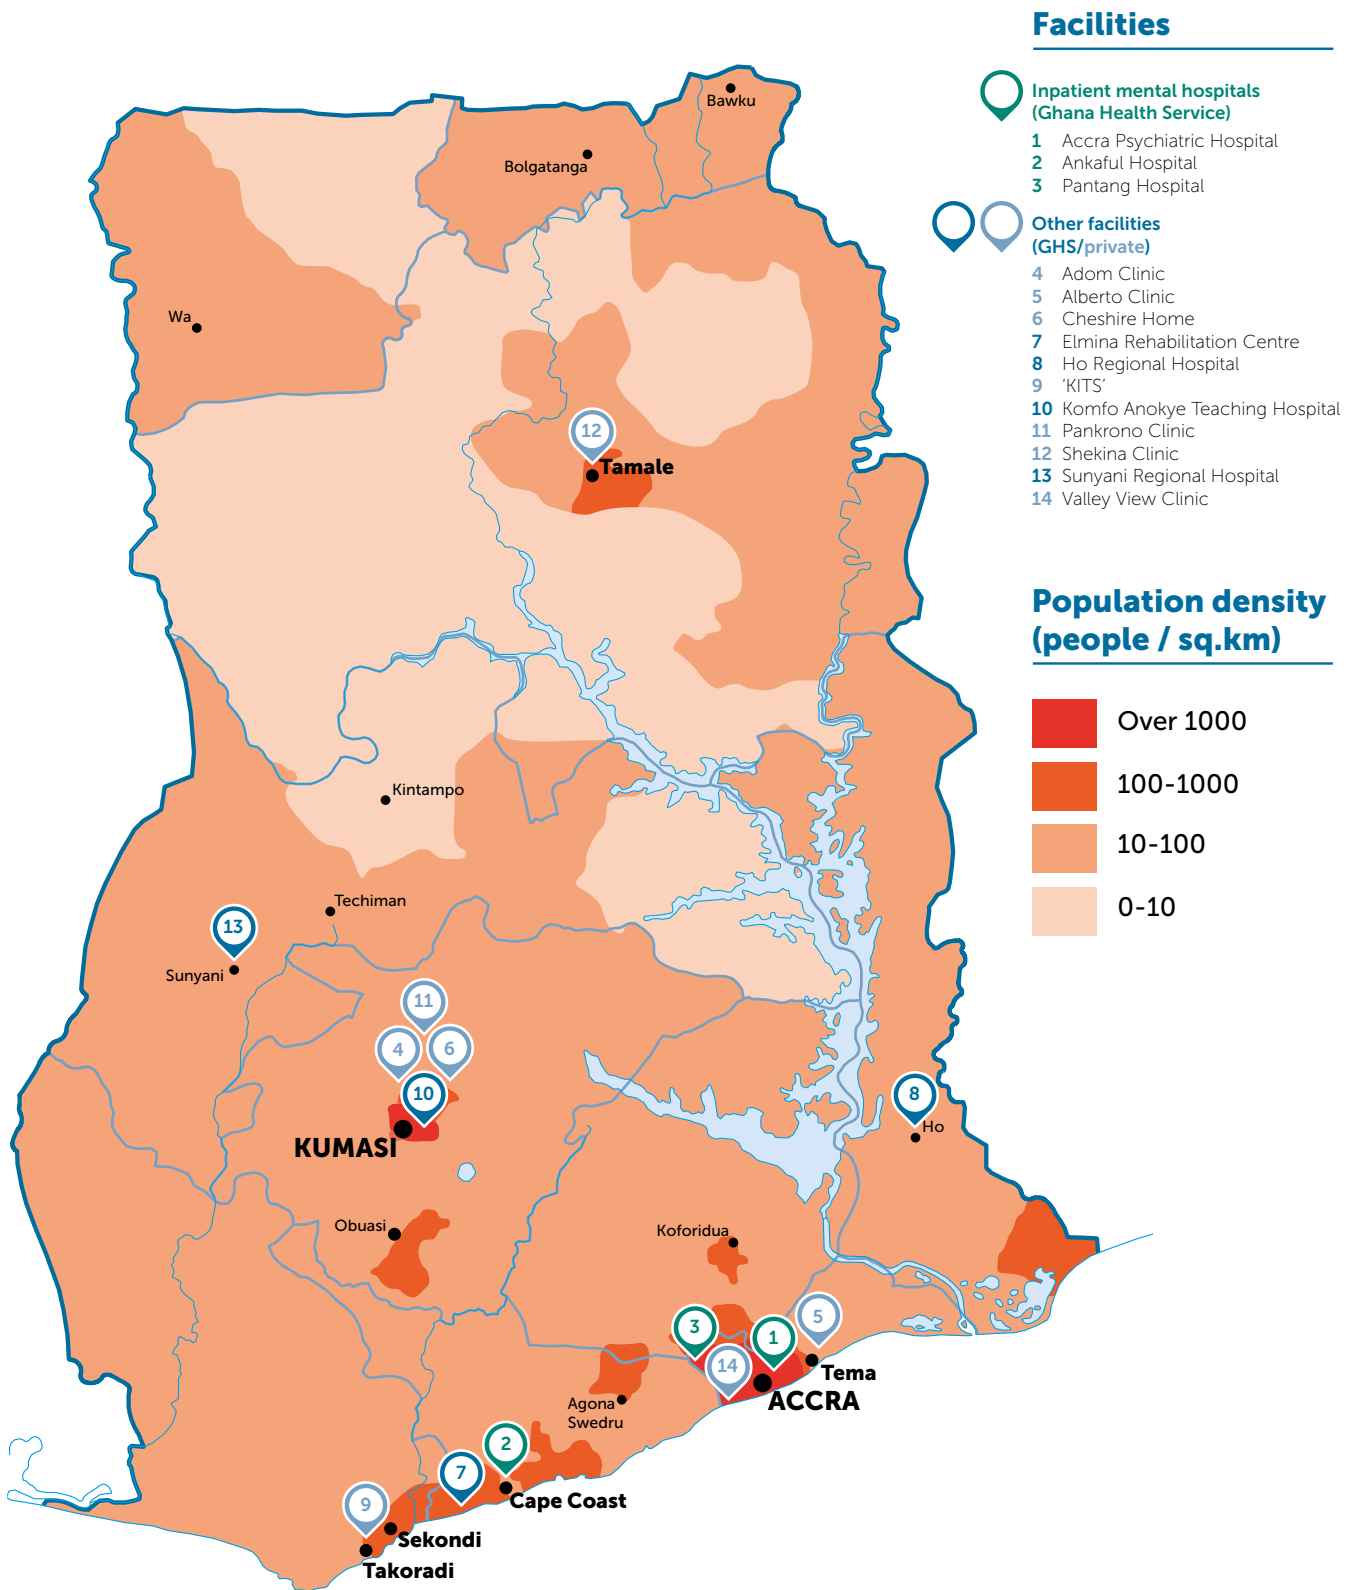 Facilities
Inpatient mental hospitals
(Ghana Health Service)
1 Accra Psychiatric Hospital
2 Ankaful Hospital
3 Pantang Hospital
Other facilities
(GHS/private)
4 Adom Clinic
5 Alberto Clinic
6 Cheshire Home
7 Elmina Rehabilitation Centre
8 Ho Regional Hospital
9 ‘KITS’
10 Komfo Anokye Teaching Hospital
11 Pankrono Clinic
12 Shekina Clinic
13 Sunyani Regional Hospital
14 Valley View Clinic
Population density
(people / sq.km)
Over 1000
100-1000
10-100
0-10
Bawku
Bolgatanga
Wa
12
Tamale
Kintampo
Techiman
13
Sunyani
11
4
6
10
KUMASI
8
Ho
Obuasi
Koforidua
5
3
1
14
Tema
ACCRA
Agona
Swedru
2
7
Cape Coast
9
Sekondi
Takoradi